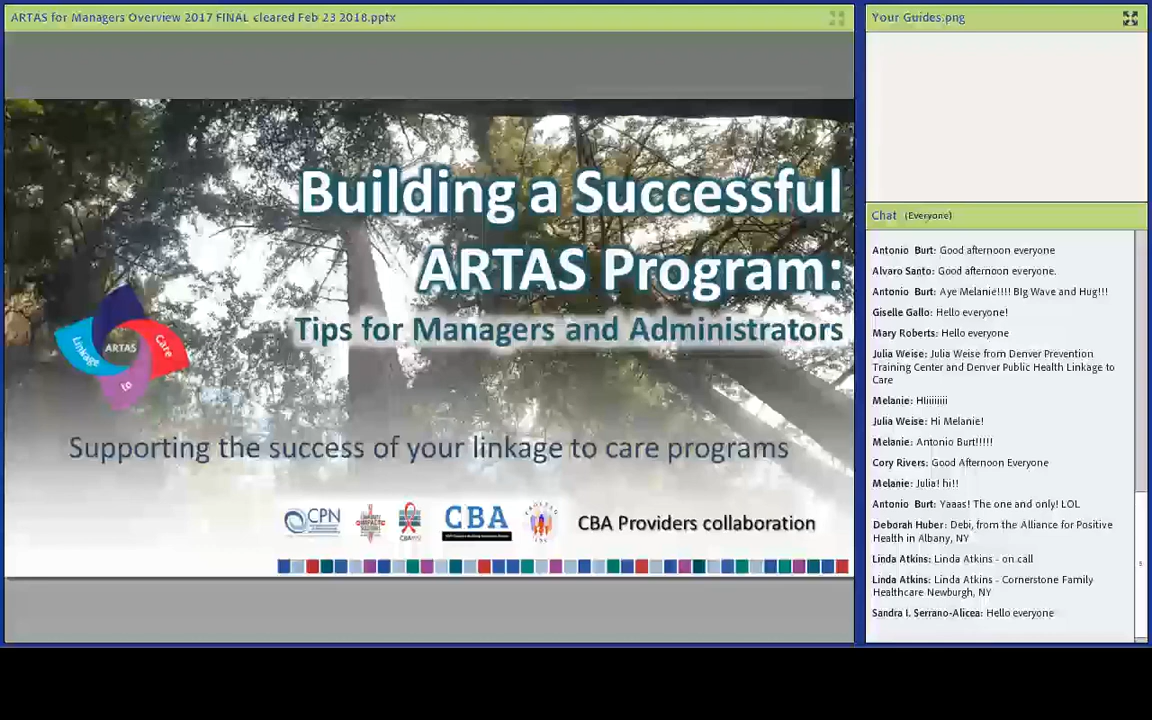 ARTAS for Managers Overview 2017 FINAL cleared Feb 23 2018.pptx
Building a Successful
ARTAS Program:
Tips for Managers and Administrators
Linkage
ARTAS
Care
to
Supporting the success of your linkage to care programs
CPN
CBA
CBA Providers collaboration
Your Guides.png
Chat (Everyone)
Antonio Burt: Good afternoon everyone
Alvaro Santo: Good afternoon everyone.
Antonio Burt: Aye Melanie!!!! BIg Wave and Hug!!!
Giselle Gallo: Hello everyone!
Mary Roberts: Hello everyone
Julia Weise: Julia Weise from Denver Prevention
Training Center and Denver Public Health Linkage to
Care
Melanie: HIiiiiiiii
Julia Weise: Hi Melanie!
Melanie: Antonio Burt!!!!!
Cory Rivers: Good Afternoon Everyone
Melanie: Julia! hi!!
Antonio Burt: Yaaas! The one and only! LOL
Deborah Huber: Debi, from the Alliance for Positive
Health in Albany, NY
Linda Atkins: Linda Atkins - on call
Linda Atkins: Linda Atkins - Cornerstone Family
Healthcare Newburgh, NY
Sandra I. Serrano-Alicea: Hello everyone